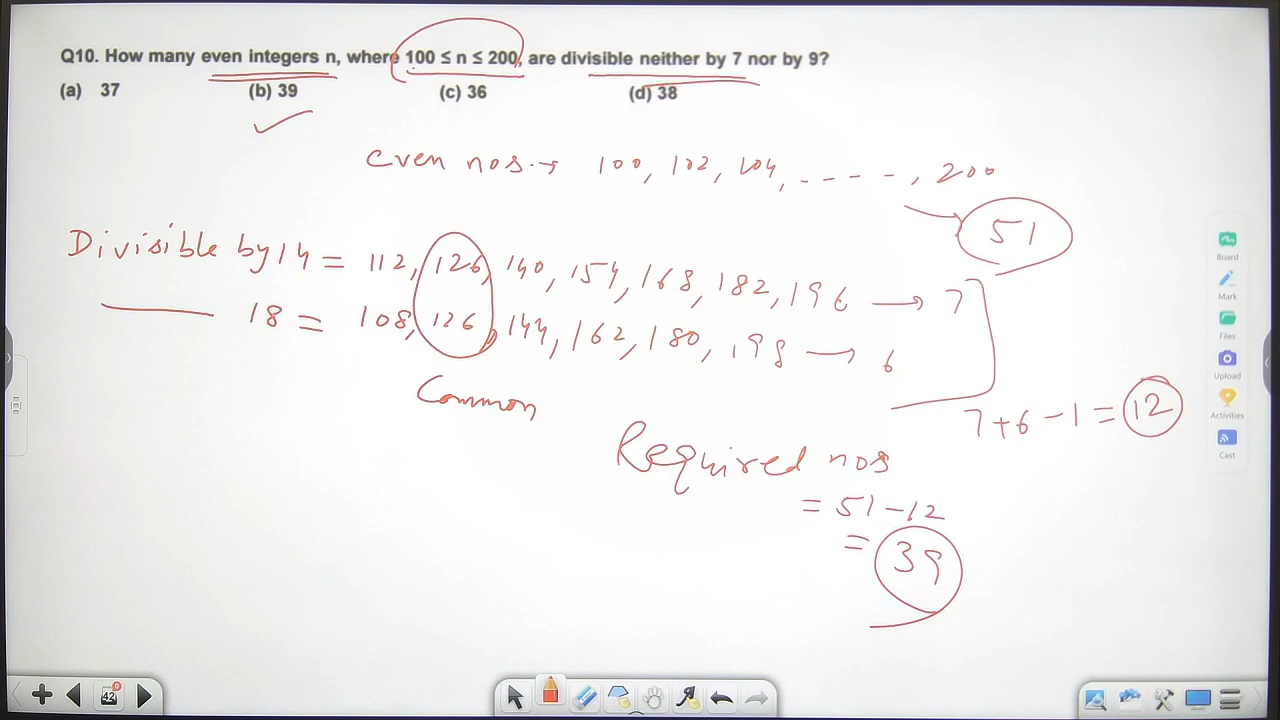 Q10. How many even integers n, where 100 ≤ n ≤ 200, are divisible neither by 7 nor by 9?
(a) 37 (b) 39 (c) 36 (d) 38
even nos. → 100, 102, 104, - - - - -, 200
51
Divisible by 14 = 112, 126, 140, 154, 168, 182, 196 → 7
18 = 108, 126, 144, 162, 180, 198 → 6
Common
7+6-1 = 12
Required nos
= 51-12
= 39
Board
Mark
Files
Upload
Activities
Cast
42